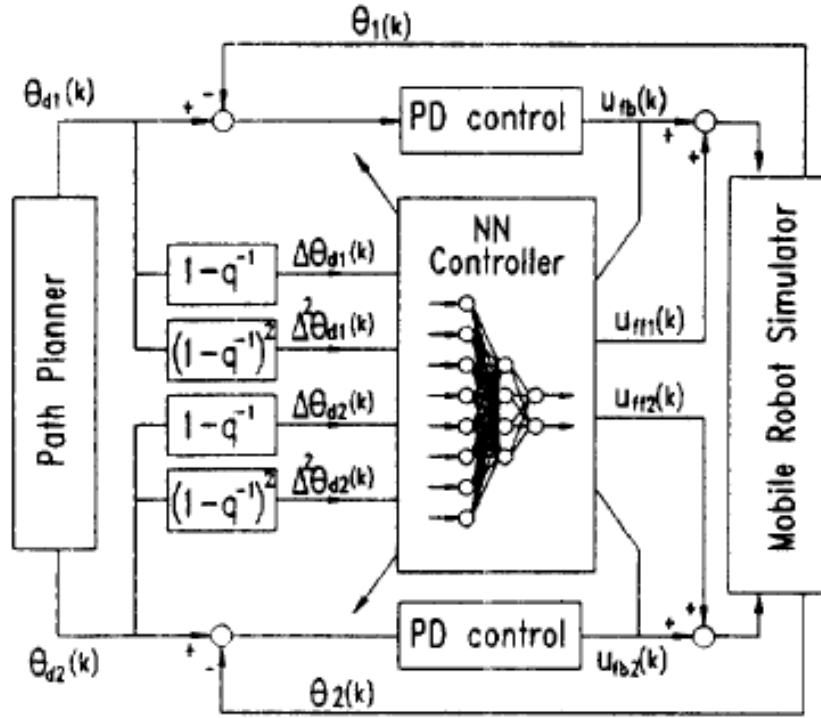 θ1(k)
θd1(k)
+ -
PD control
ufb(k)
+
+
Path Planner
NN
Controller
Mobile Robot Simulator
1-q⁻¹
Δθd1(k)
(1-q⁻¹)²
Δ²θd1(k)
uff1(k)
1-q⁻¹
Δθd2(k)
uff2(k)
(1-q⁻¹)²
Δ²θd2(k)
+
+
θd2(k)
+
-
PD control
ufb2(k)
θ2(k)